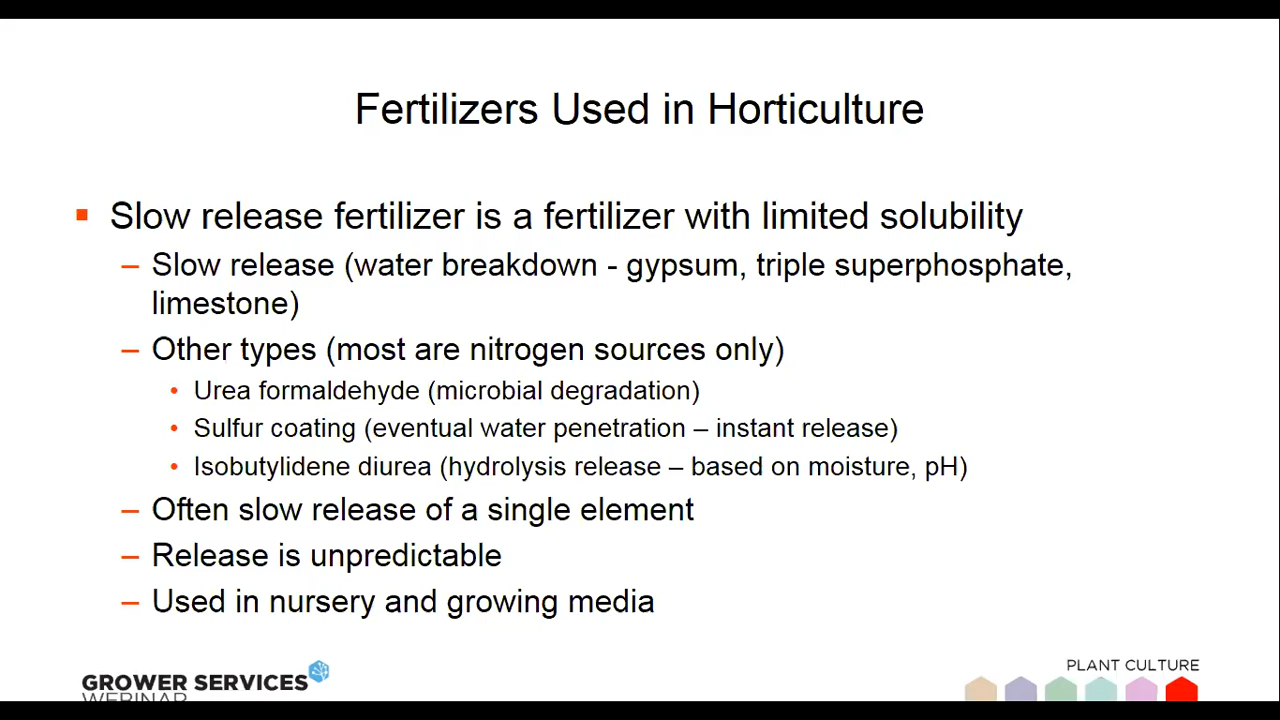 Fertilizers Used in Horticulture
▪ Slow release fertilizer is a fertilizer with limited solubility
– Slow release (water breakdown - gypsum, triple superphosphate,
limestone)
– Other types (most are nitrogen sources only)
• Urea formaldehyde (microbial degradation)
• Sulfur coating (eventual water penetration – instant release)
• Isobutylidene diurea (hydrolysis release – based on moisture, pH)
– Often slow release of a single element
– Release is unpredictable
– Used in nursery and growing media
GROWER SERVICES
WEBINAR
PLANT CULTURE